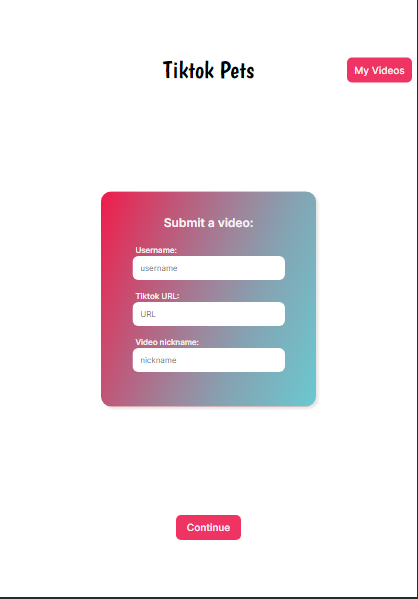 Tiktok Pets
My Videos
Submit a video:
Username:
username
Tiktok URL:
URL
Video nickname:
nickname
Continue